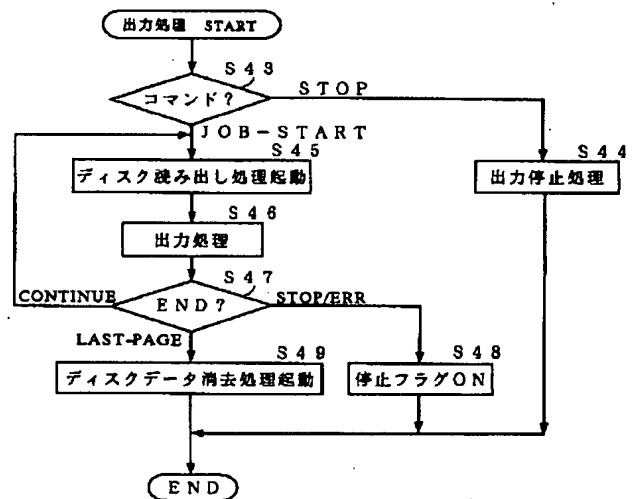 出力処理 START
S43
コマンド?
STOP
JOB-START
S45
S44
ディスク読み出し処理起動
出力停止処理
S46
出力処理
S47
CONTINUE
END?
STOP/ERR
LAST-PAGE
S49
S48
ディスクデータ消去処理起動
停止フラグON
END